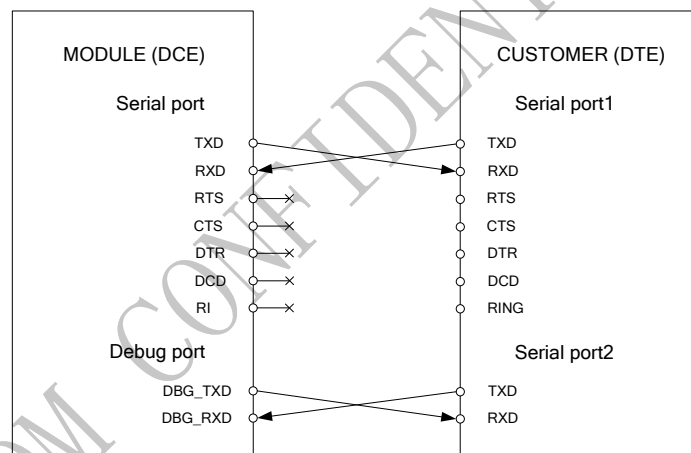 MODULE (DCE)
CUSTOMER (DTE)
Serial port
Serial port1
TXD
TXD
RXD
RXD
RTS
RTS
CTS
CTS
DTR
DTR
DCD
DCD
RI
RING
Debug port
Serial port2
DBG_TXD
TXD
DBG_RXD
RXD